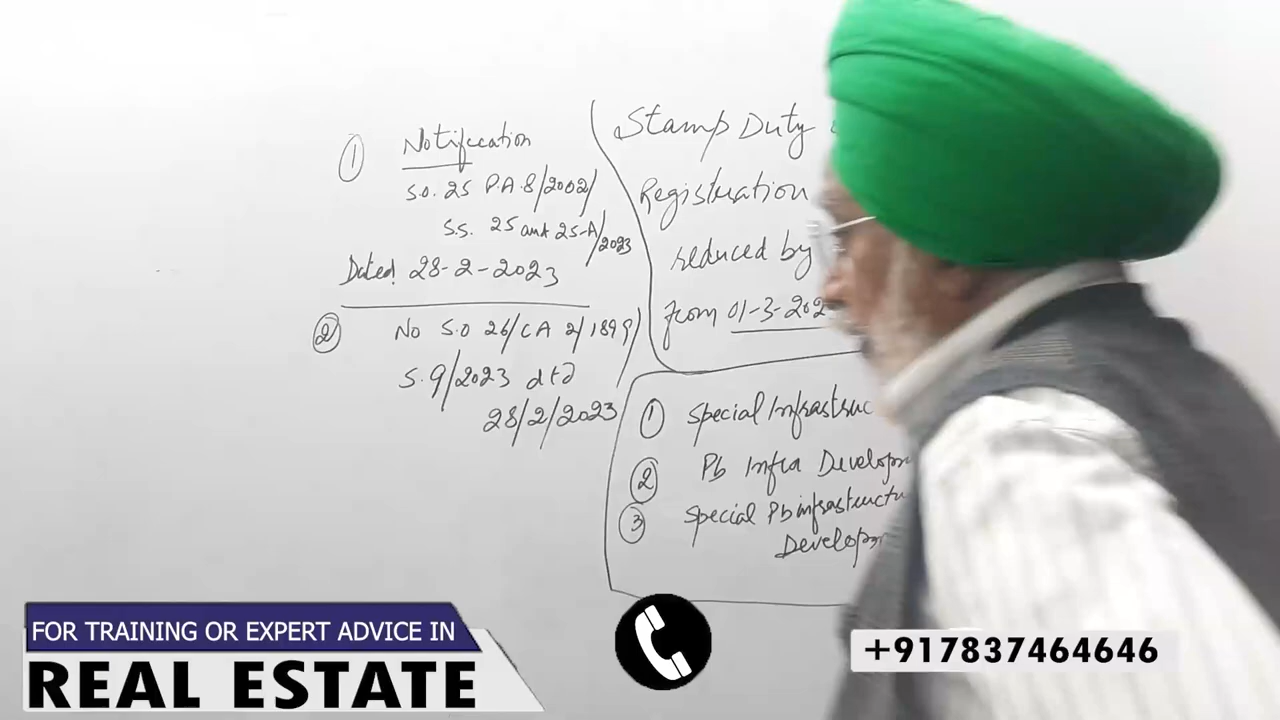 ① Notification
S.O. 25 P.A.8/2002/
S.S. 25 and 25-A/2023
Dated 28-2-2023
② No S.O 26/CA 2/1899/
S.9/2023 dtd
28/2/2023
Stamp Duty
Registration
reduced by
from 01-3-202
① Special Infrastruc
② Pb Infra Developm
③ Special Pb infrastructu
Developm
FOR TRAINING OR EXPERT ADVICE IN
REAL ESTATE
+917837464646